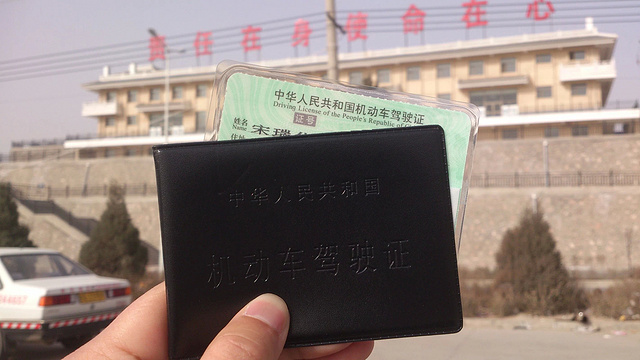 责任在身使命在心
中华人民共和国机动车驾驶证
Driving License of the People's Republic of
证号
姓名
Name
宋瑞
中华人民共和国
机动车驾驶证